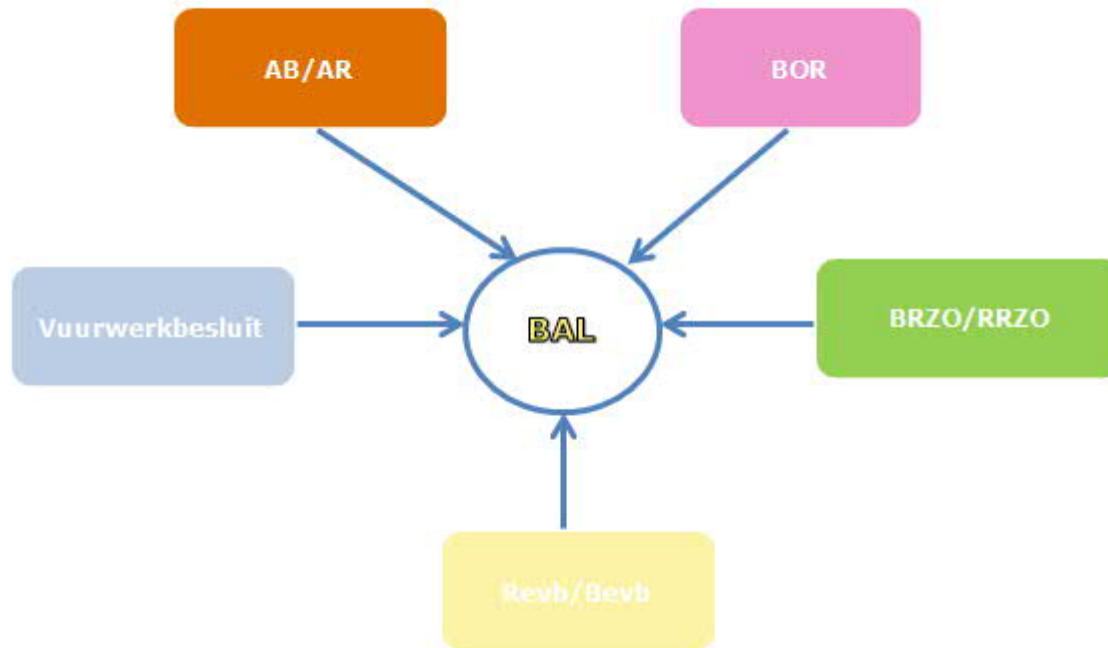 AB/AR
BOR
Vuurwerkbesluit
BAL
BRZO/RRZO
Revb/Bevb